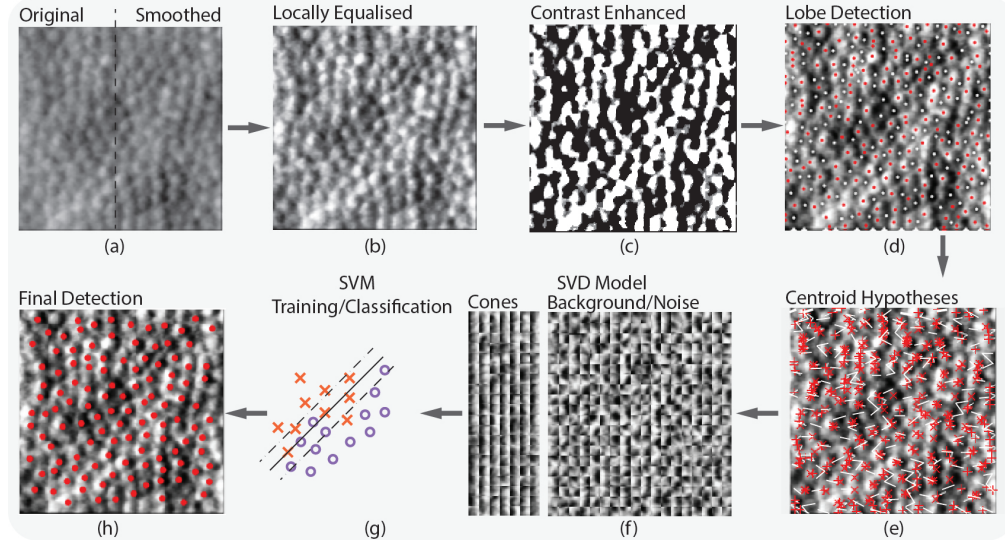 Original
Smoothed
Locally Equalised
Contrast Enhanced
Lobe Detection
(a)
(b)
(c)
(d)
Final Detection
SVM
Training/Classification
Cones
SVD Model
Background/Noise
Centroid Hypotheses
(h)
(g)
(f)
(e)